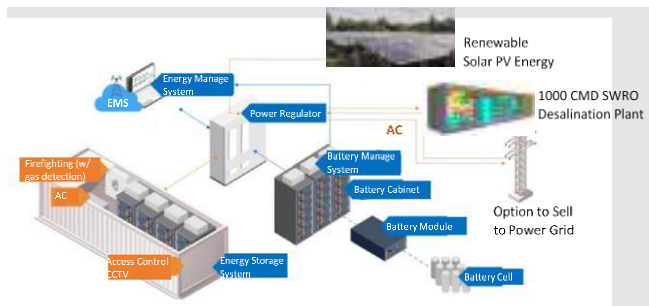 Renewable
Solar PV Energy
Energy Manage
System
EMS
1000 CMD SWRO
Desalination Plant
Power Regulator
AC
Battery Manage
System
Firefighting (w/
gas detection)
Battery Cabinet
AC
Option to Sell
to Power Grid
Battery Module
Access Control
CCTV
Energy Storage
System
Battery Cell